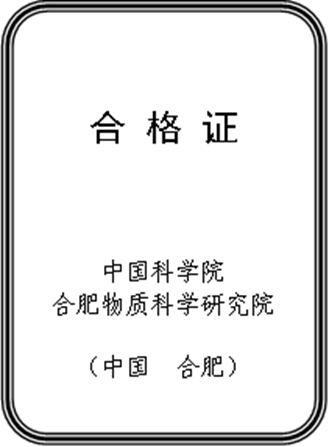 合格证
中国科学院
合肥物质科学研究院
（中国　合肥）